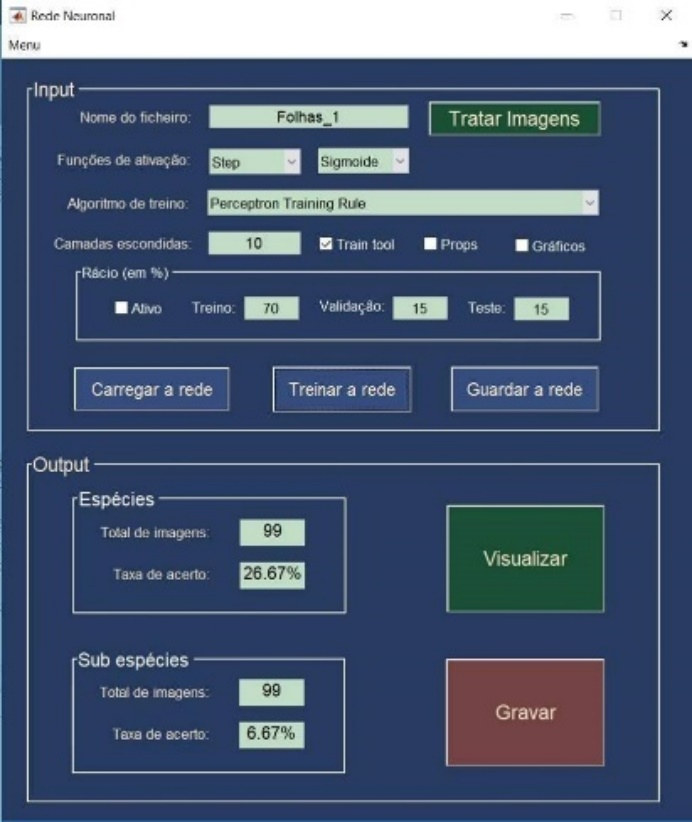 Rede Neuronal
Menu
Input
Nome do ficheiro: Folhas_1 Tratar Imagens
Funções de ativação: Step Sigmoide
Algoritmo de treino: Perceptron Training Rule
Camadas escondidas: 10 Train tool Props Gráficos
Rácio (em %)
Ativo Treino: 70 Validação: 15 Teste: 15
Carregar a rede Treinar a rede Guardar a rede
Output
Espécies
Total de imagens: 99
Taxa de acerto: 26.67%
Visualizar
Sub espécies
Total de imagens: 99
Taxa de acerto: 6.67%
Gravar